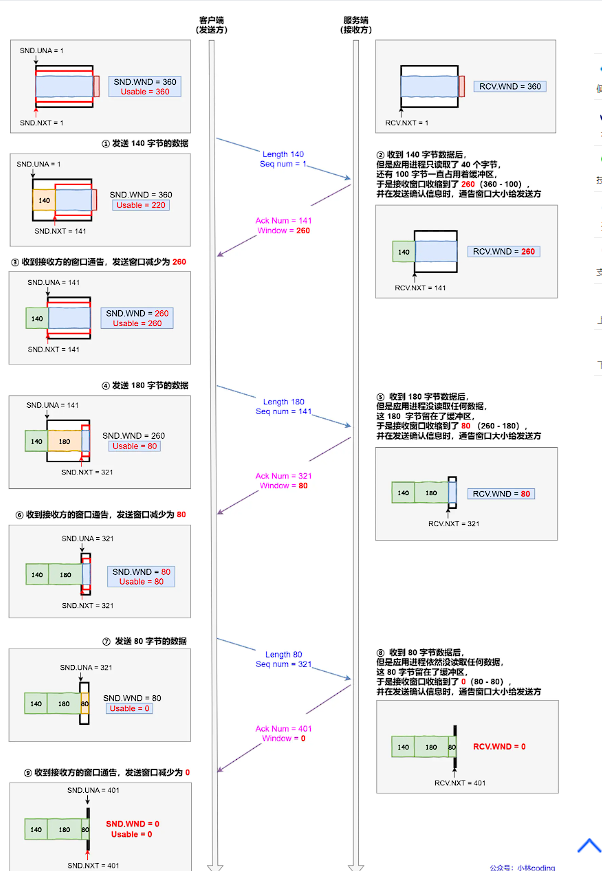 客户端
（发送方）
服务端
（接收方）
SND.UNA = 1
SND.WND = 360
Usable = 360
SND.NXT = 1
RCV.WND = 360
RCV.NXT = 1
① 发送 140 字节的数据
Length 140
Seq num = 1
② 收到 140 字节数据后，
但是应用进程只读取了 40 个字节，
还有 100 字节一直占用着缓冲区，
于是接收窗口收缩到了 260（360 - 100），
并在发送确认信息时，通告窗口大小给发送方
SND.UNA = 1
140
SND.WND = 360
Usable = 220
SND.NXT = 141
Ack Num = 141
Window = 260
140
RCV.WND = 260
RCV.NXT = 141
③ 收到接收方的窗口通告，发送窗口减少为 260
SND.UNA = 141
140
SND.WND = 260
Usable = 260
SND.NXT = 141
④ 发送 180 字节的数据
Length 180
Seq num = 141
⑤ 收到 180 字节数据后，
但是应用进程没读取任何数据，
这 180 字节留在了缓冲区，
于是接收窗口收缩到了 80（260 - 180），
并在发送确认信息时，通告窗口大小给发送方
SND.UNA = 141
140
180
SND.WND = 260
Usable = 80
SND.NXT = 321
Ack Num = 321
Window = 80
140
180
RCV.WND = 80
RCV.NXT = 321
⑥ 收到接收方的窗口通告，发送窗口减少为 80
SND.UNA = 321
140
180
SND.WND = 80
Usable = 80
SND.NXT = 321
⑦ 发送 80 字节的数据
Length 80
Seq num = 321
⑧ 收到 80 字节数据后，
但是应用进程依然没读取任何数据，
这 80 字节留在了缓冲区，
于是接收窗口收缩到了 0（80 - 80），
并在发送确认信息时，通告窗口大小给发送方
SND.UNA = 321
140
180
80
SND.WND = 80
Usable = 0
Ack Num = 401
Window = 0
140
180
80
RCV.WND = 0
RCV.NXT = 401
⑨ 收到接收方的窗口通告，发送窗口减少为 0
SND.UNA = 401
140
180
80
SND.WND = 0
Usable = 0
SND.NXT = 401
公众号：小林coding